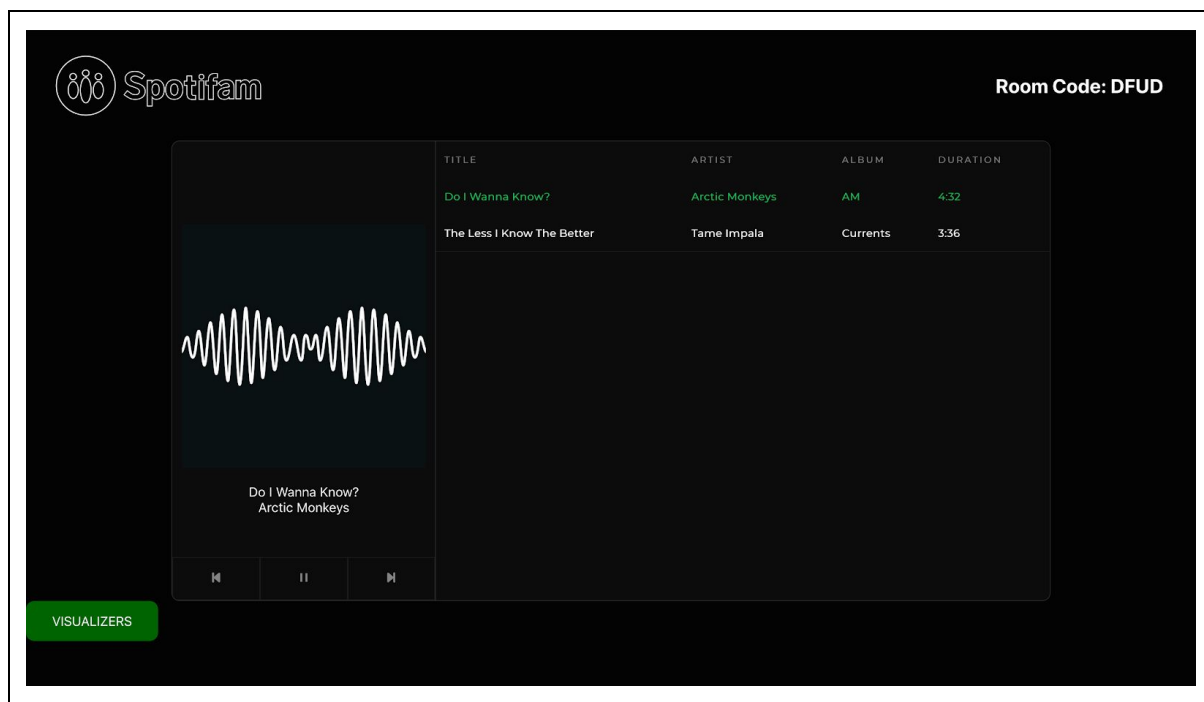 Spotifam
Room Code: DFUD
TITLE ARTIST ALBUM DURATION
Do I Wanna Know? Arctic Monkeys AM 4:32
The Less I Know The Better Tame Impala Currents 3:36
Do I Wanna Know?
Arctic Monkeys
VISUALIZERS